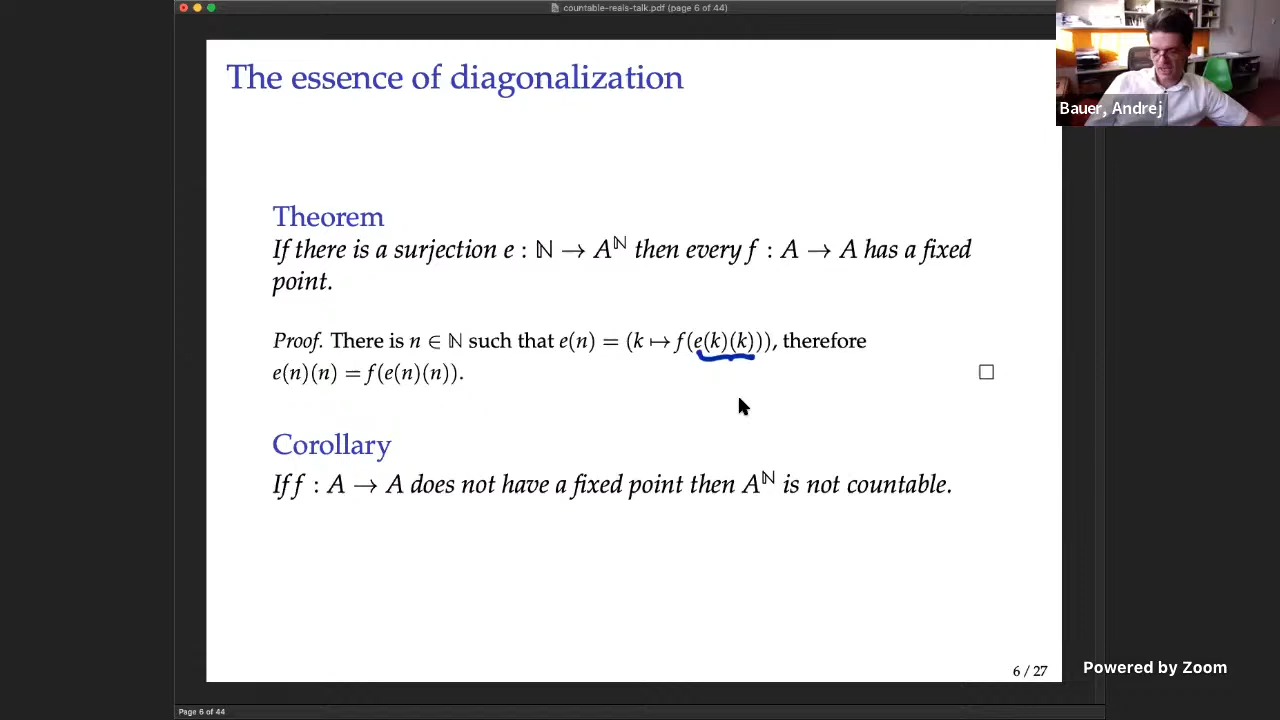 countable-reals-talk.pdf (page 6 of 44)
The essence of diagonalization
Bauer, Andrej
Theorem
If there is a surjection e : ℕ → A^ℕ then every f : A → A has a fixed
point.
Proof. There is n ∈ ℕ such that e(n) = (k ↦ f(e(k)(k))), therefore
e(n)(n) = f(e(n)(n)). □
Corollary
If f : A → A does not have a fixed point then A^ℕ is not countable.
6 / 27
Powered by Zoom
Page 6 of 44